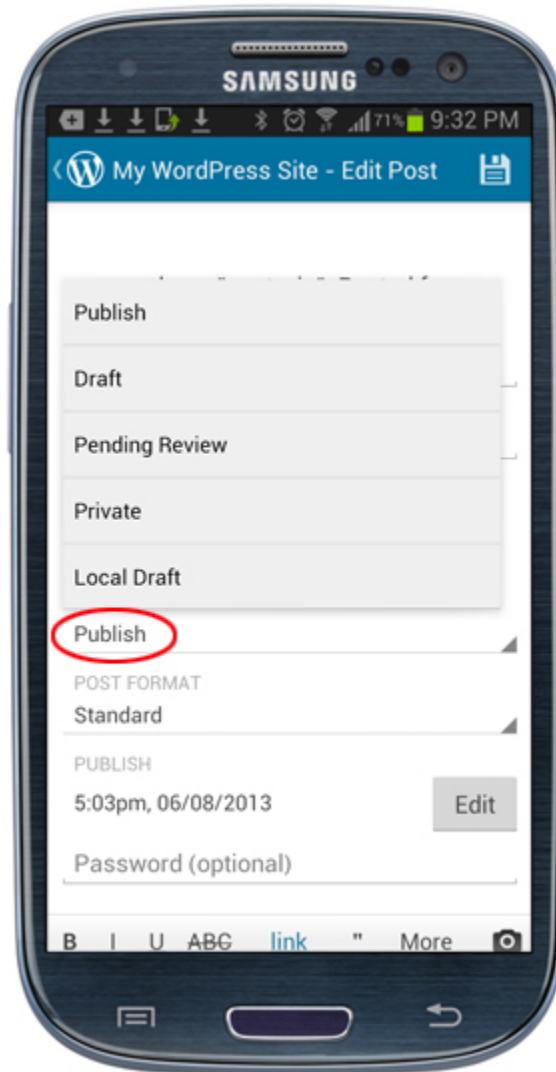 SAMSUNG
71% 9:32 PM
My WordPress Site - Edit Post
Publish
Draft
Pending Review
Private
Local Draft
Publish
POST FORMAT
Standard
PUBLISH
5:03pm, 06/08/2013
Edit
Password (optional)
B I U ABC link " More